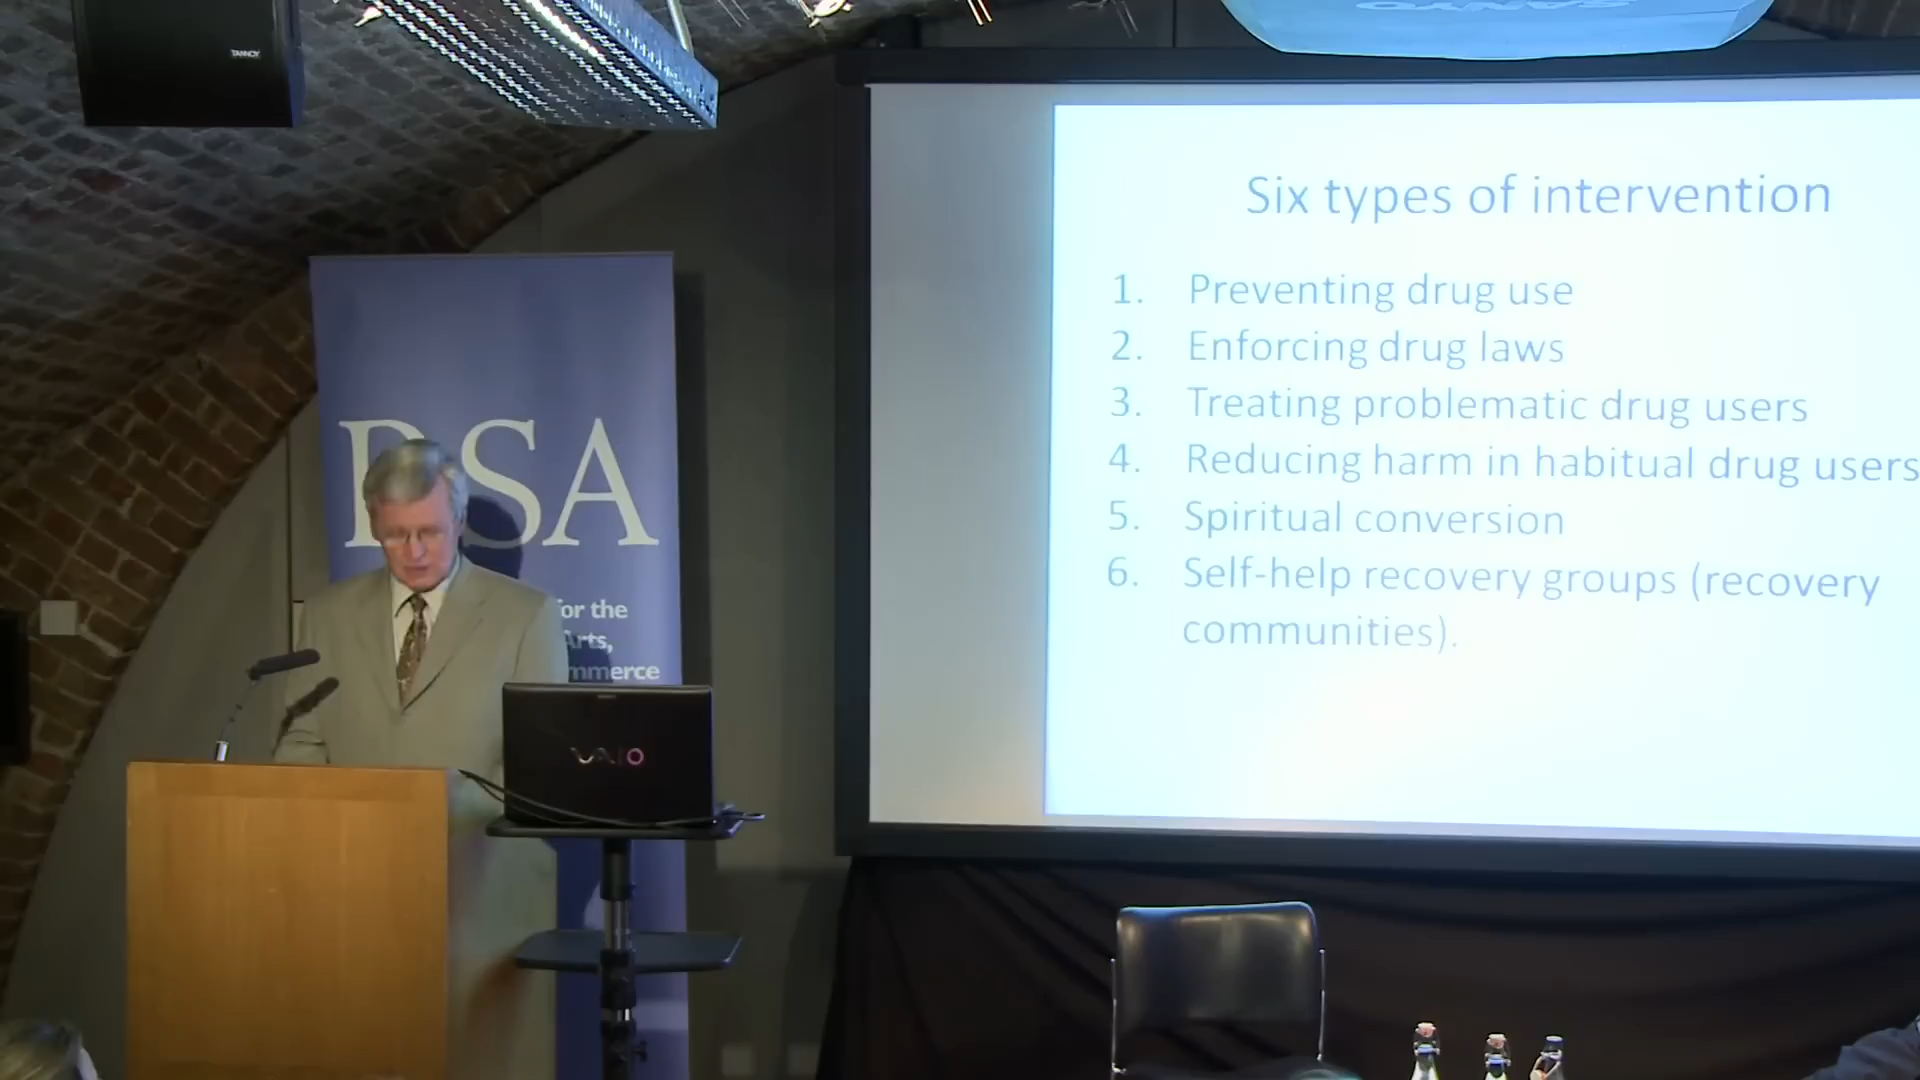 TANNOY
SANYO
RSA
for the
Arts,
mmerce
VAIO
Six types of intervention
1. Preventing drug use
2. Enforcing drug laws
3. Treating problematic drug users
4. Reducing harm in habitual drug users
5. Spiritual conversion
6. Self-help recovery groups (recovery
communities).